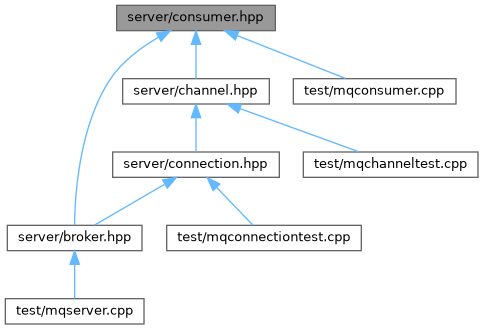 server/consumer.hpp
server/channel.hpp
test/mqconsumer.cpp
server/connection.hpp
test/mqchanneltest.cpp
server/broker.hpp
test/mqconnectiontest.cpp
test/mqserver.cpp